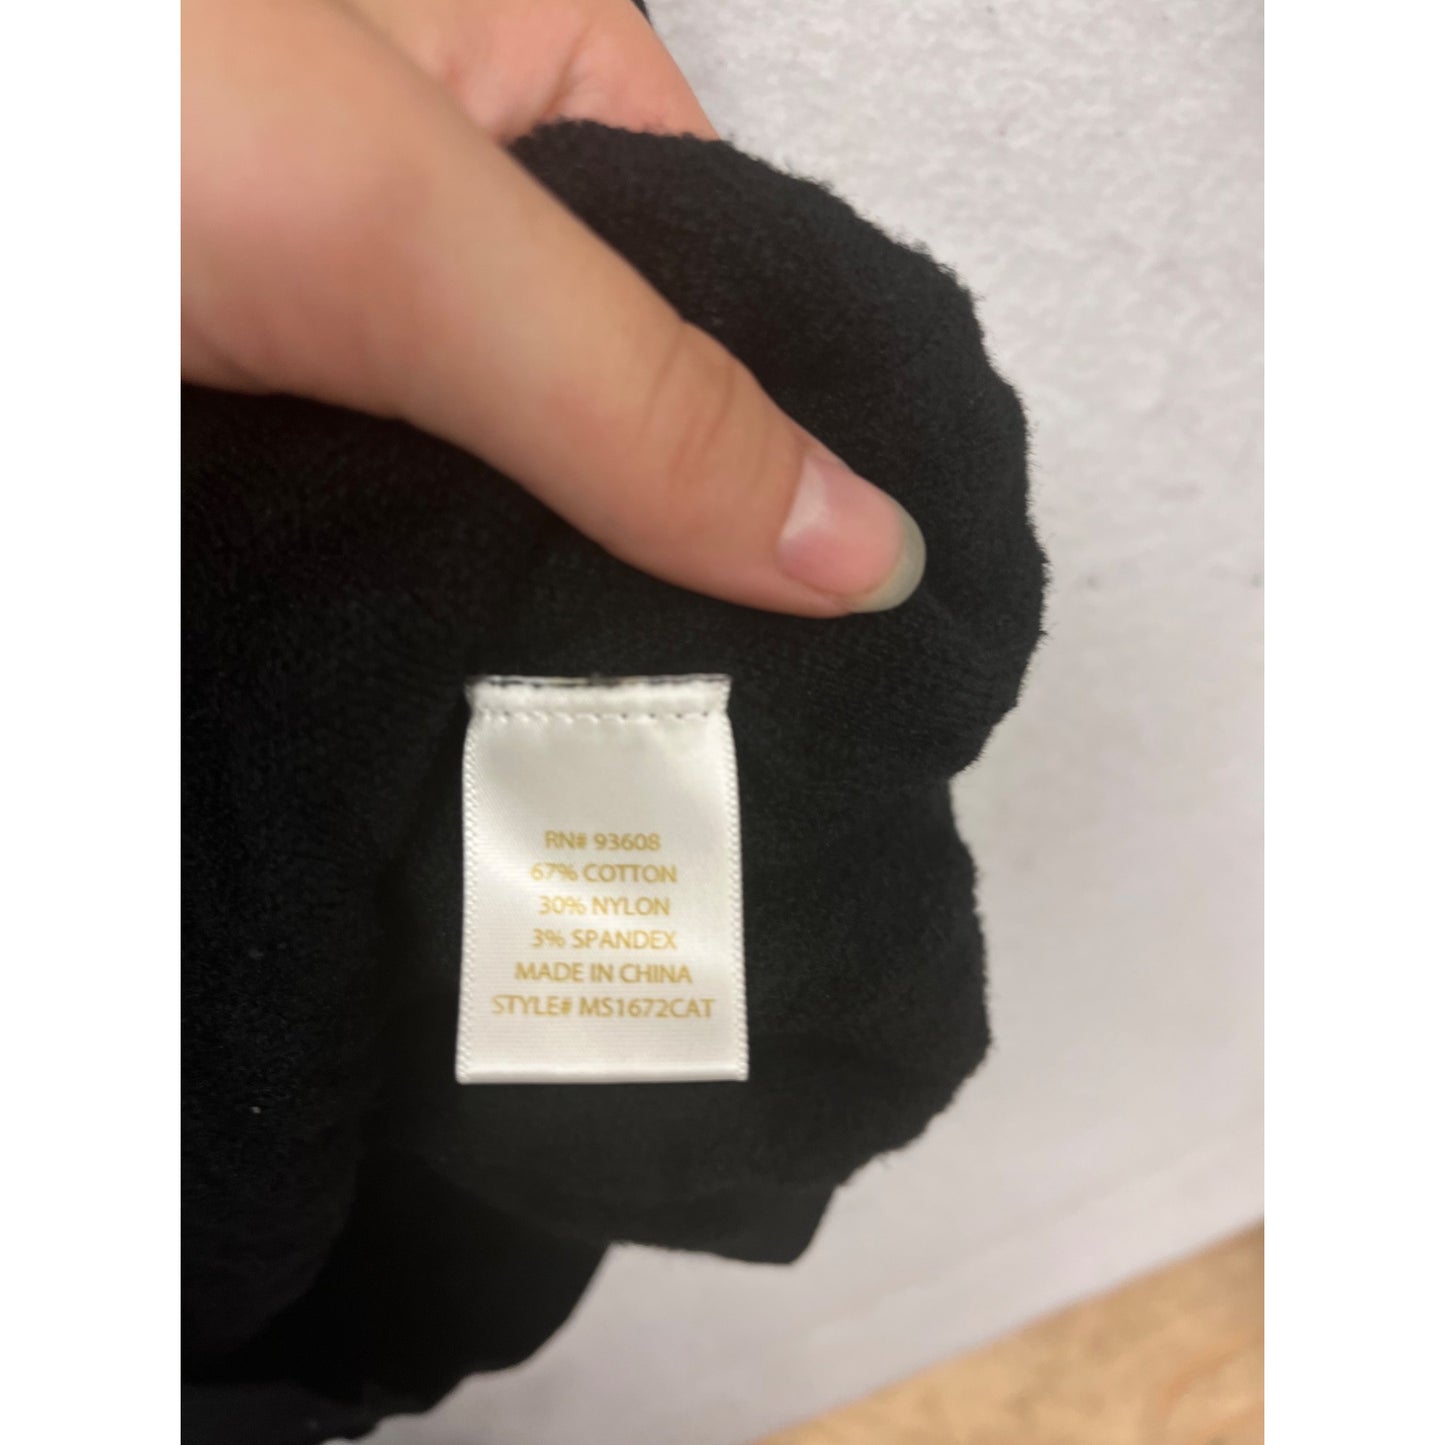 RN# 93608
67% COTTON
30% NYLON
3% SPANDEX
MADE IN CHINA
STYLE# MS1672CAT